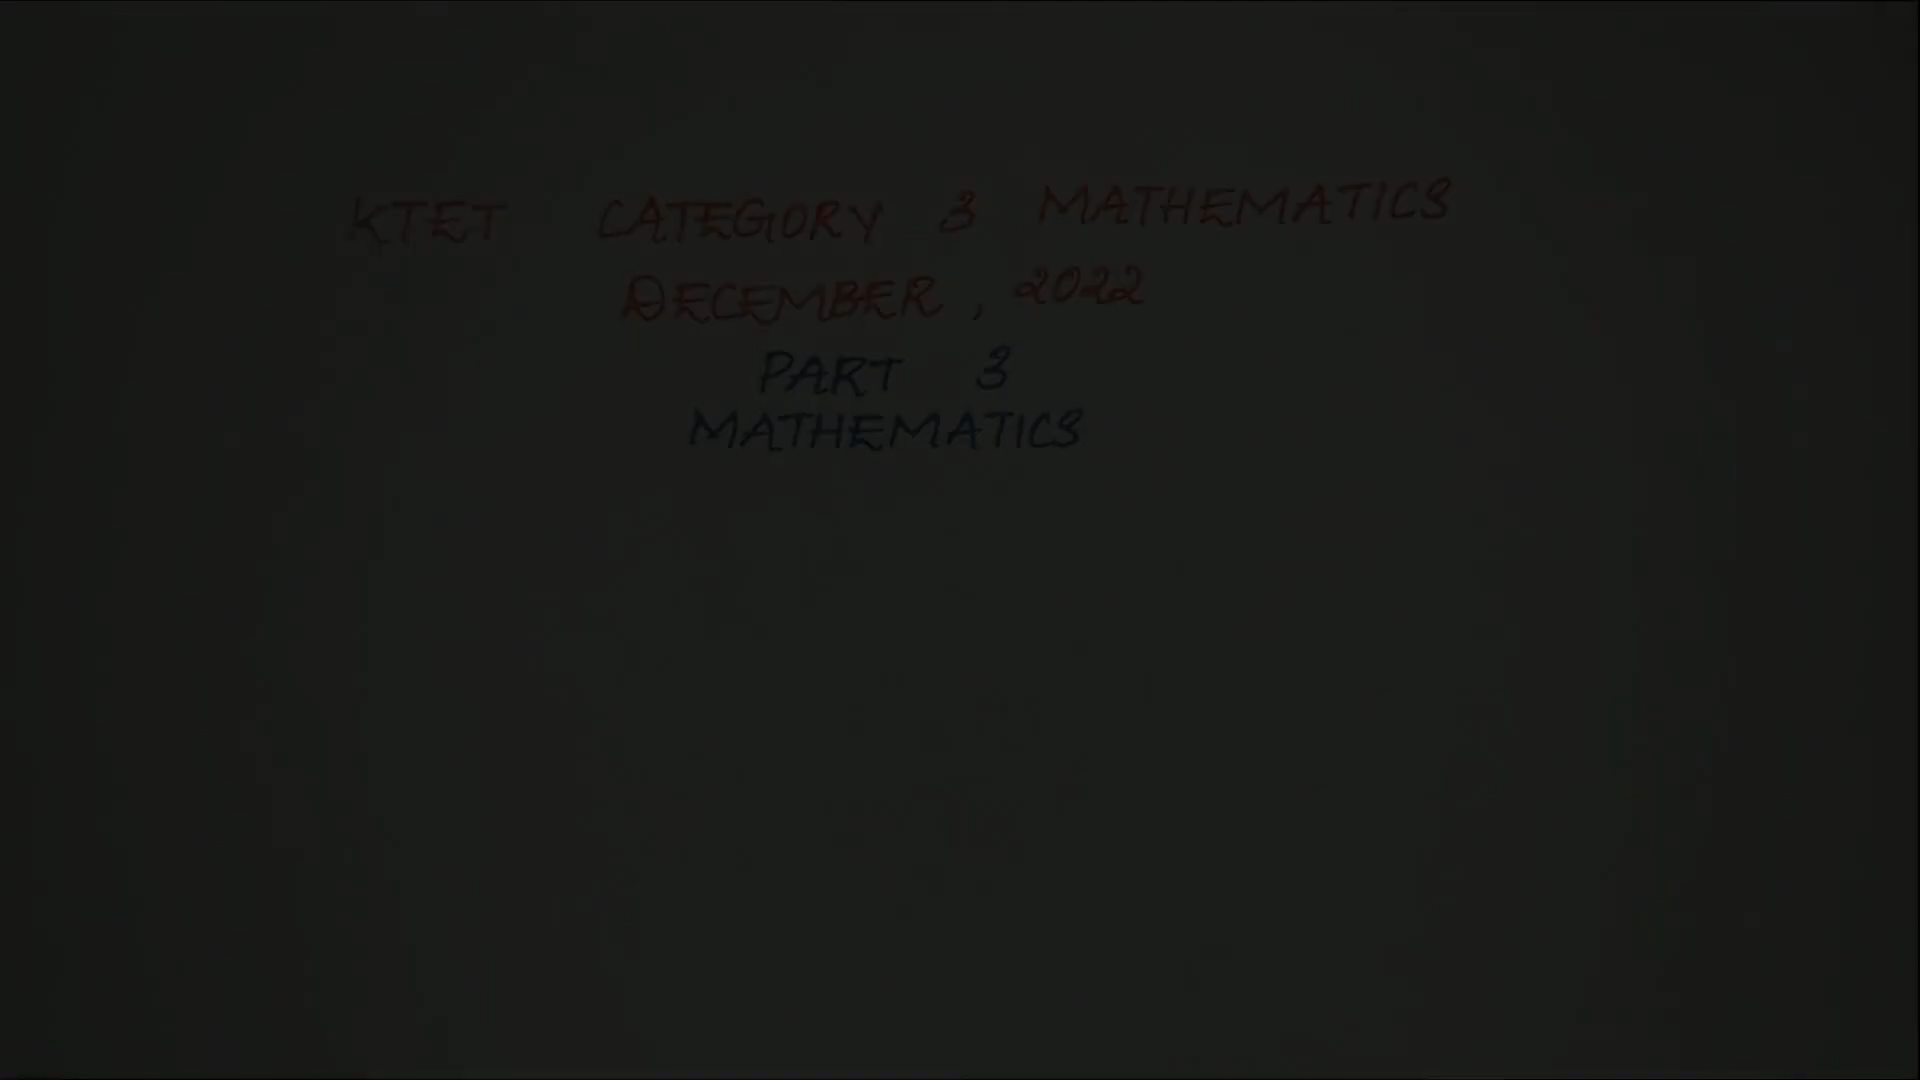 KTET CATEGORY 3 MATHEMATICS
DECEMBER, 2022
PART 3
MATHEMATICS